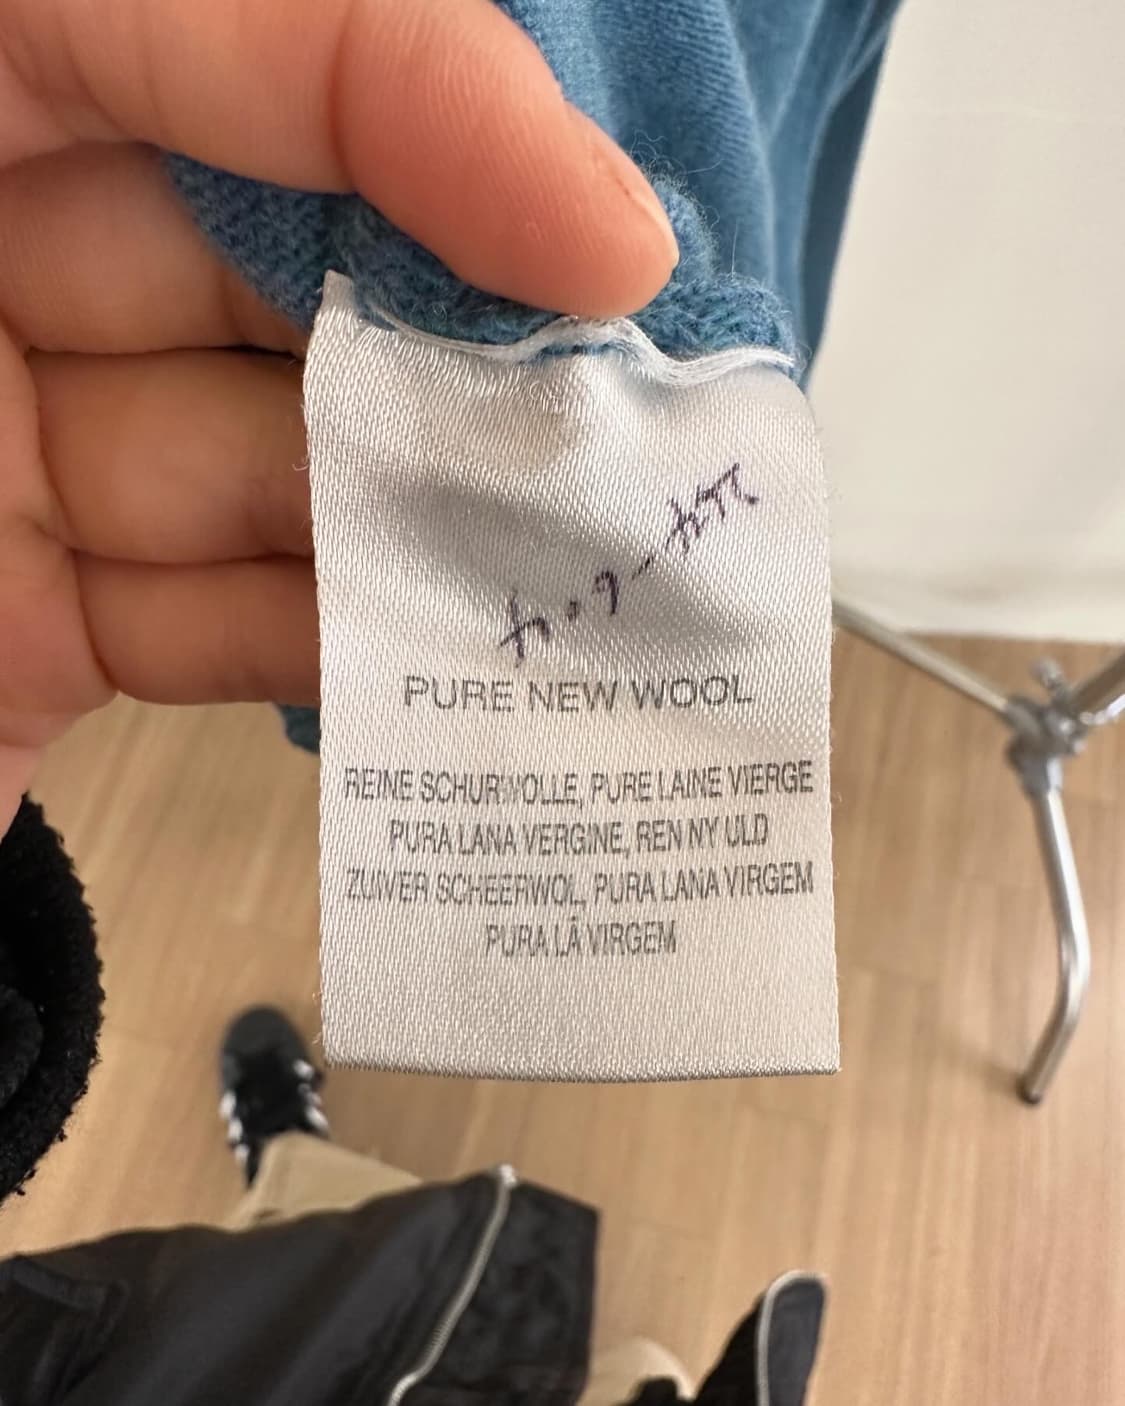 PURE NEW WOOL
REINE SCHURWOLLE, PURE LAINE VIERGE
PURA LANA VERGINE, REN NY ULD
ZUIVER SCHEERWOL, PURA LANA VIRGEM
PURA LÃ VIRGEM